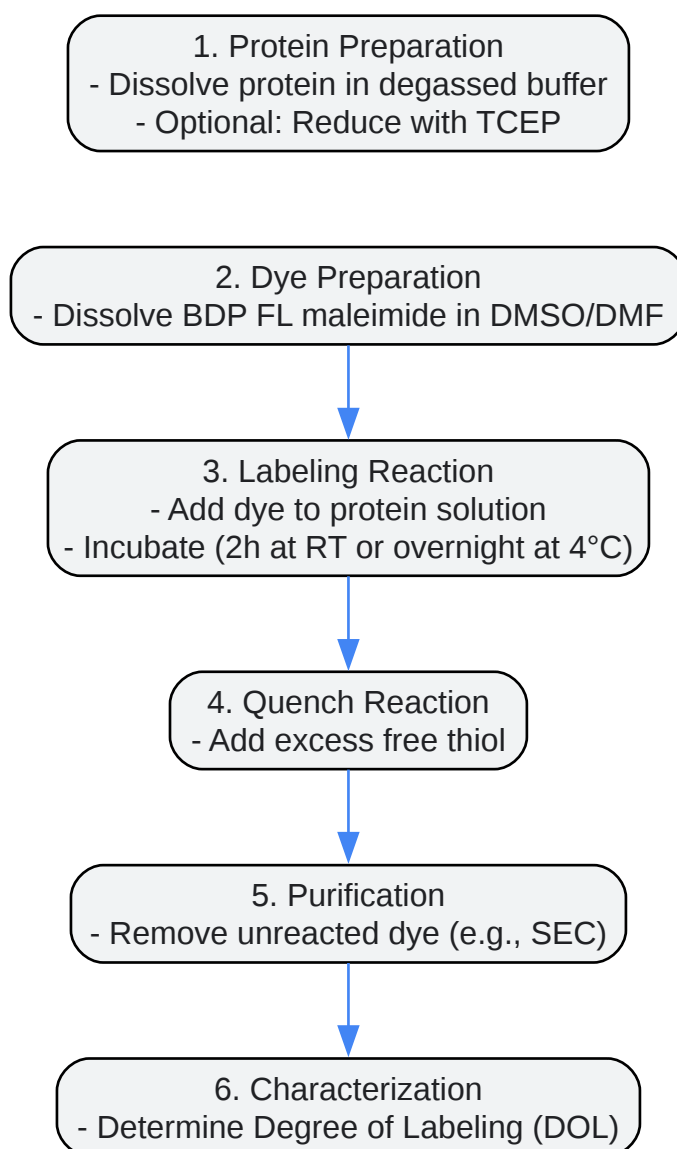 1. Protein Preparation
- Dissolve protein in degassed buffer
- Optional: Reduce with TCEP
2. Dye Preparation
- Dissolve BDP FL maleimide in DMSO/DMF
3. Labeling Reaction
- Add dye to protein solution
- Incubate (2h at RT or overnight at 4°C)
4. Quench Reaction
- Add excess free thiol
5. Purification
- Remove unreacted dye (e.g., SEC)
6. Characterization
- Determine Degree of Labeling (DOL)